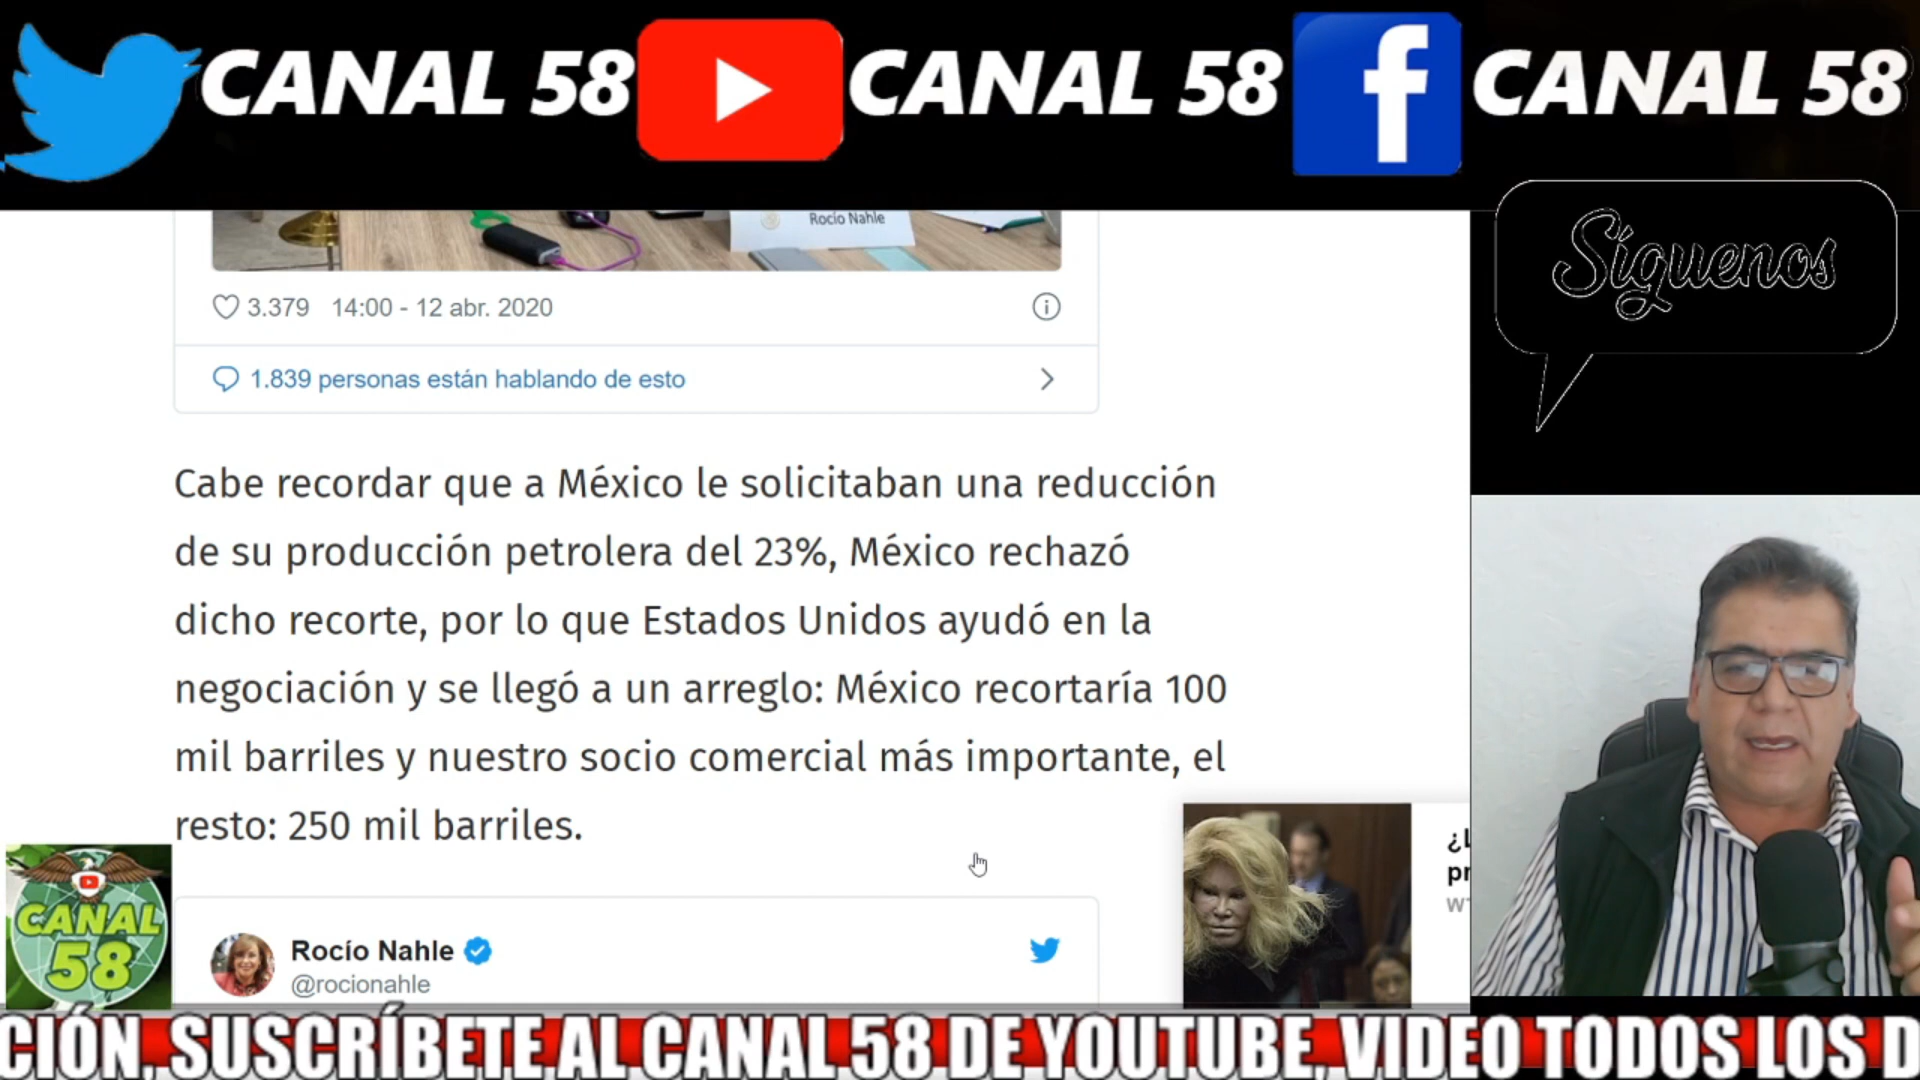 CANAL 58 CANAL 58 CANAL 58
Síguenos
Rocío Nahle
3.379 14:00 - 12 abr. 2020
1.839 personas están hablando de esto
Cabe recordar que a México le solicitaban una reducción
de su producción petrolera del 23%, México rechazó
dicho recorte, por lo que Estados Unidos ayudó en la
negociación y se llegó a un arreglo: México recortaría 100
mil barriles y nuestro socio comercial más importante, el
resto: 250 mil barriles.
CANAL
58
Rocío Nahle
@rocionahle
CIÓN, SUSCRÍBETE AL CANAL 58 DE YOUTUBE, VIDEO TODOS LOS D